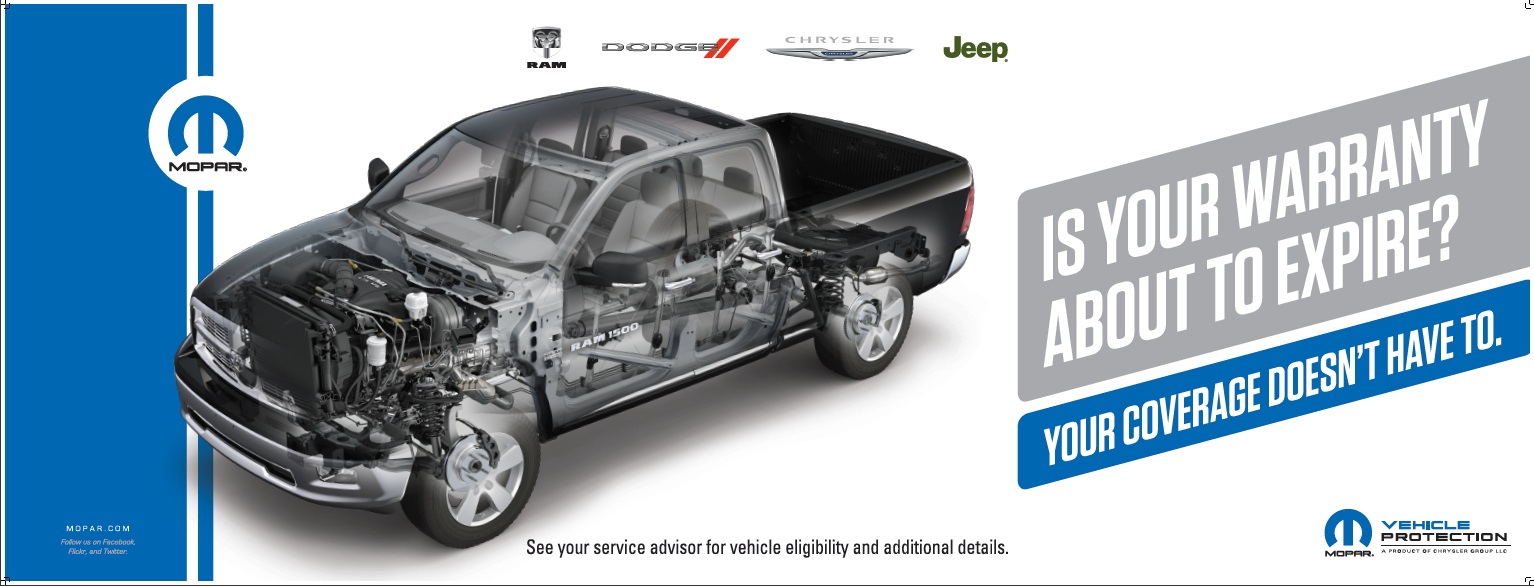 RAM
DODGE
CHRYSLER
Jeep
MOPAR
IS YOUR WARRANTY
ABOUT TO EXPIRE?
YOUR COVERAGE DOESN'T HAVE TO.
RAM 1500
MOPAR.COM
Follow us on Facebook,
Flickr, and Twitter.
See your service advisor for vehicle eligibility and additional details.
MOPAR
VEHICLE
PROTECTION
A PRODUCT OF CHRYSLER GROUP LLC